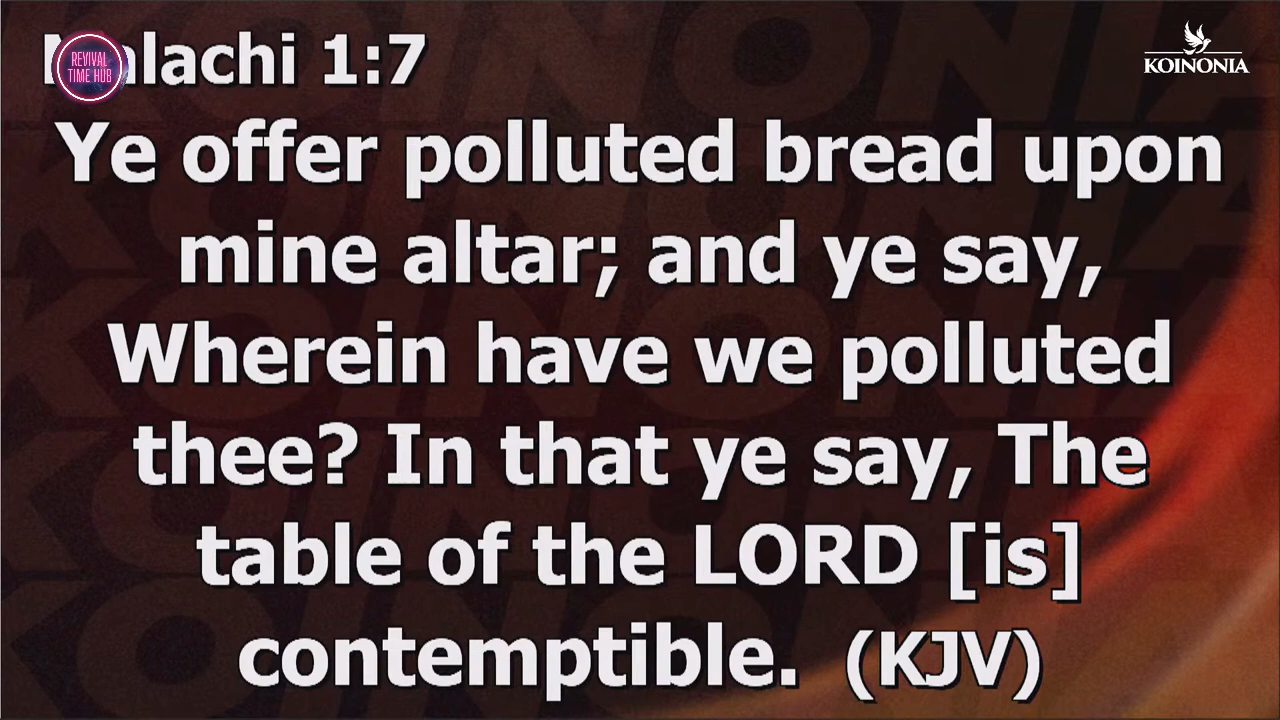 Malachi 1:7
REVIVAL
TIME HUB
KOINONIA
Ye offer polluted bread upon
mine altar; and ye say,
Wherein have we polluted
thee? In that ye say, The
table of the LORD [is]
contemptible. (KJV)